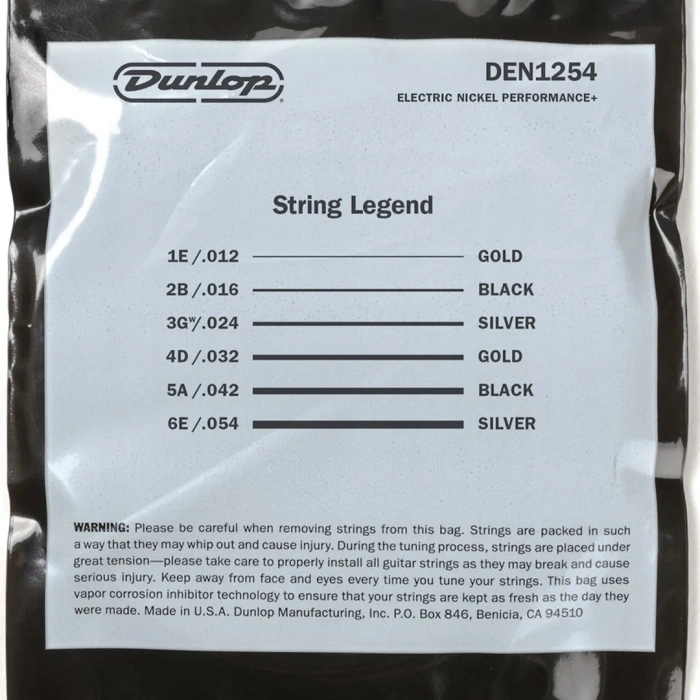 Dunlop
DEN1254
ELECTRIC NICKEL PERFORMANCE+
String Legend
1E/.012 GOLD
2B/.016 BLACK
3Gᵂ/.024 SILVER
4D/.032 GOLD
5A/.042 BLACK
6E/.054 SILVER
WARNING: Please be careful when removing strings from this bag. Strings are packed in such
a way that they may whip out and cause injury. During the tuning process, strings are placed under
great tension—please take care to properly install all guitar strings as they may break and cause
serious injury. Keep away from face and eyes every time you tune your strings. This bag uses
vapor corrosion inhibitor technology to ensure that your strings are kept as fresh as the day they
were made. Made in U.S.A. Dunlop Manufacturing, Inc. P.O. Box 846, Benicia, CA 94510